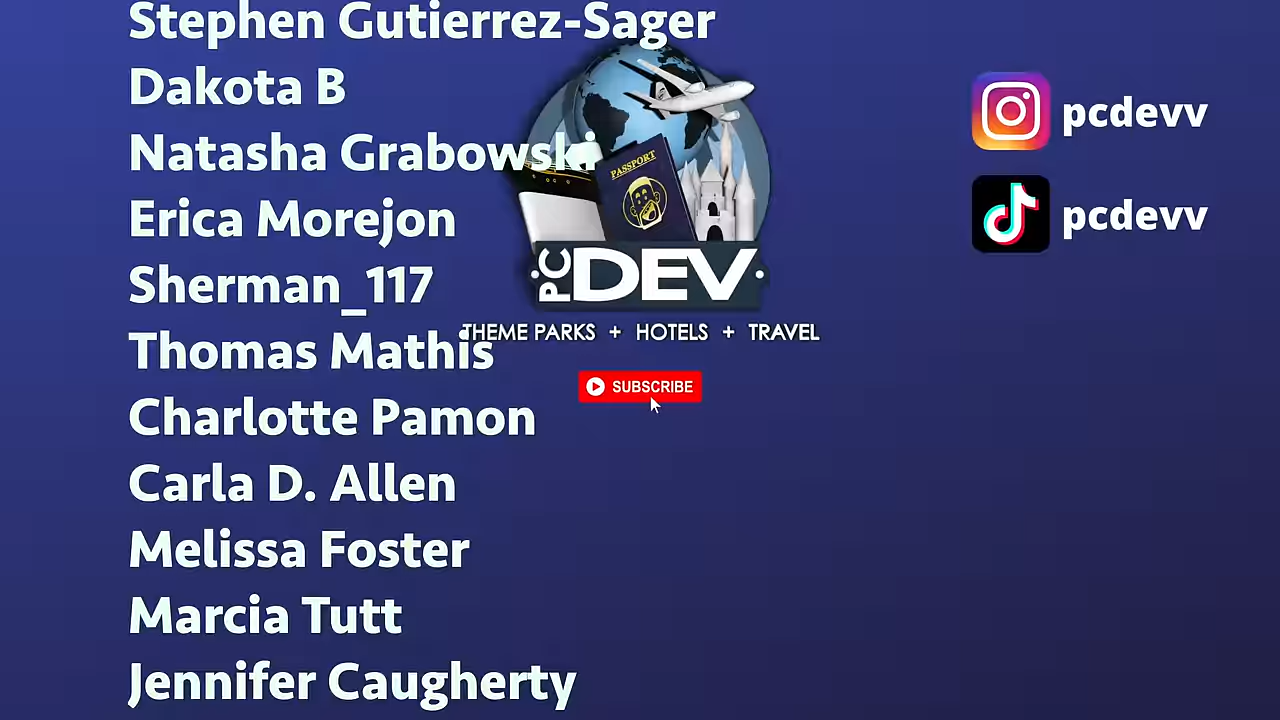 Stephen Gutierrez-Sager
Dakota B
Natasha Grabowski
Erica Morejon
Sherman_117
Thomas Mathis
Charlotte Pamon
Carla D. Allen
Melissa Foster
Marcia Tutt
Jennifer Caugherty
PASSPORT
PC DEV
THEME PARKS + HOTELS + TRAVEL
SUBSCRIBE
pcdevv
pcdevv